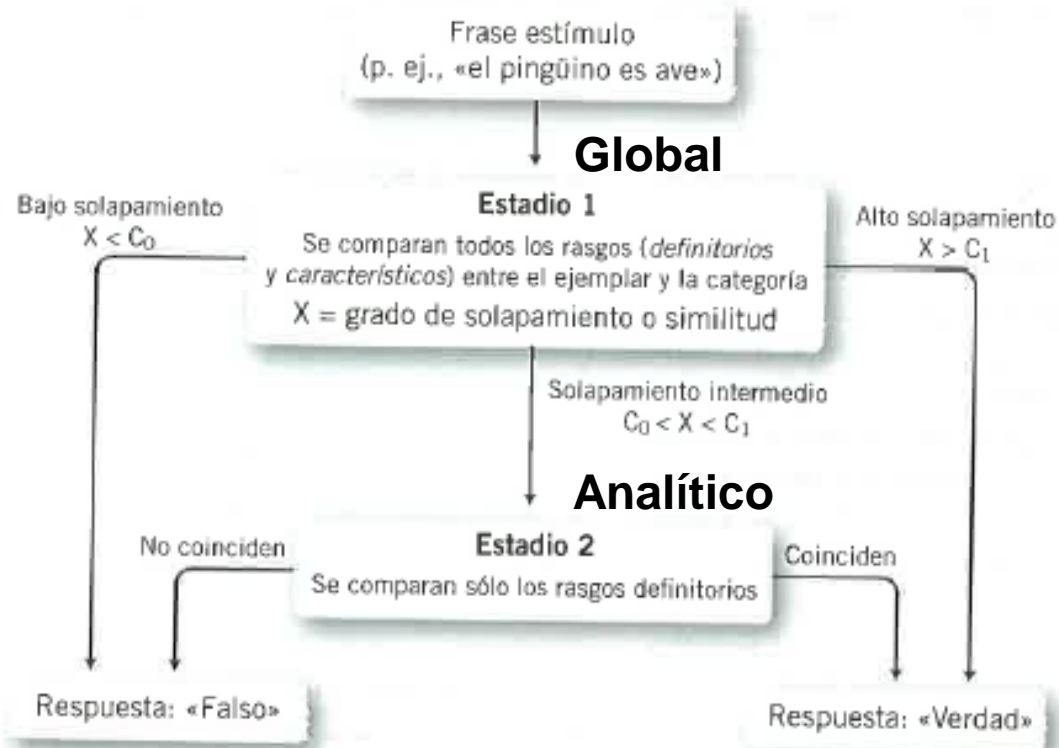 Frase estímulo
(p. ej., «el pingüino es ave»)
Global
Bajo solapamiento
X < C₀
Estadio 1
Se comparan todos los rasgos (definitorios
y característicos) entre el ejemplar y la categoría
X = grado de solapamiento o similitud
Alto solapamiento
X > C₁
Solapamiento intermedio
C₀ < X < C₁
Analítico
No coinciden
Estadio 2
Se comparan sólo los rasgos definitorios
Coinciden
Respuesta: «Falso»
Respuesta: «Verdad»